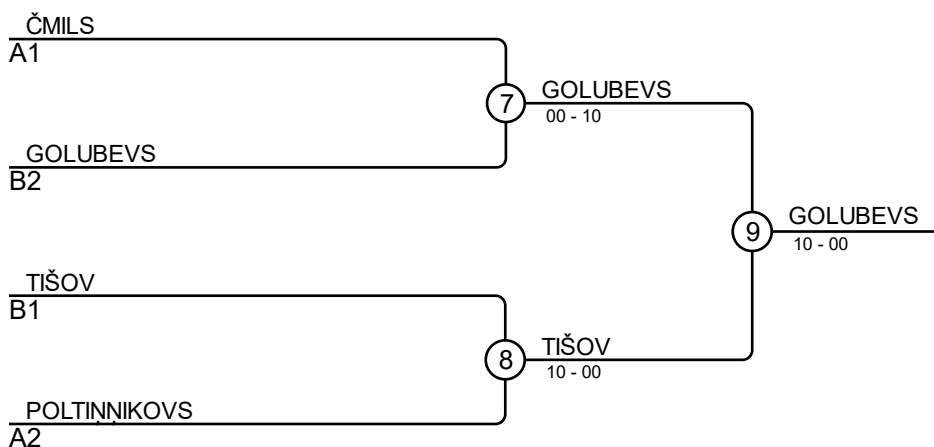 ČMILS
A1
7
GOLUBEVS
00 - 10
GOLUBEVS
B2
9
GOLUBEVS
10 - 00
TIŠOV
B1
8
TIŠOV
10 - 00
POLTIŅŅIKOVS
A2